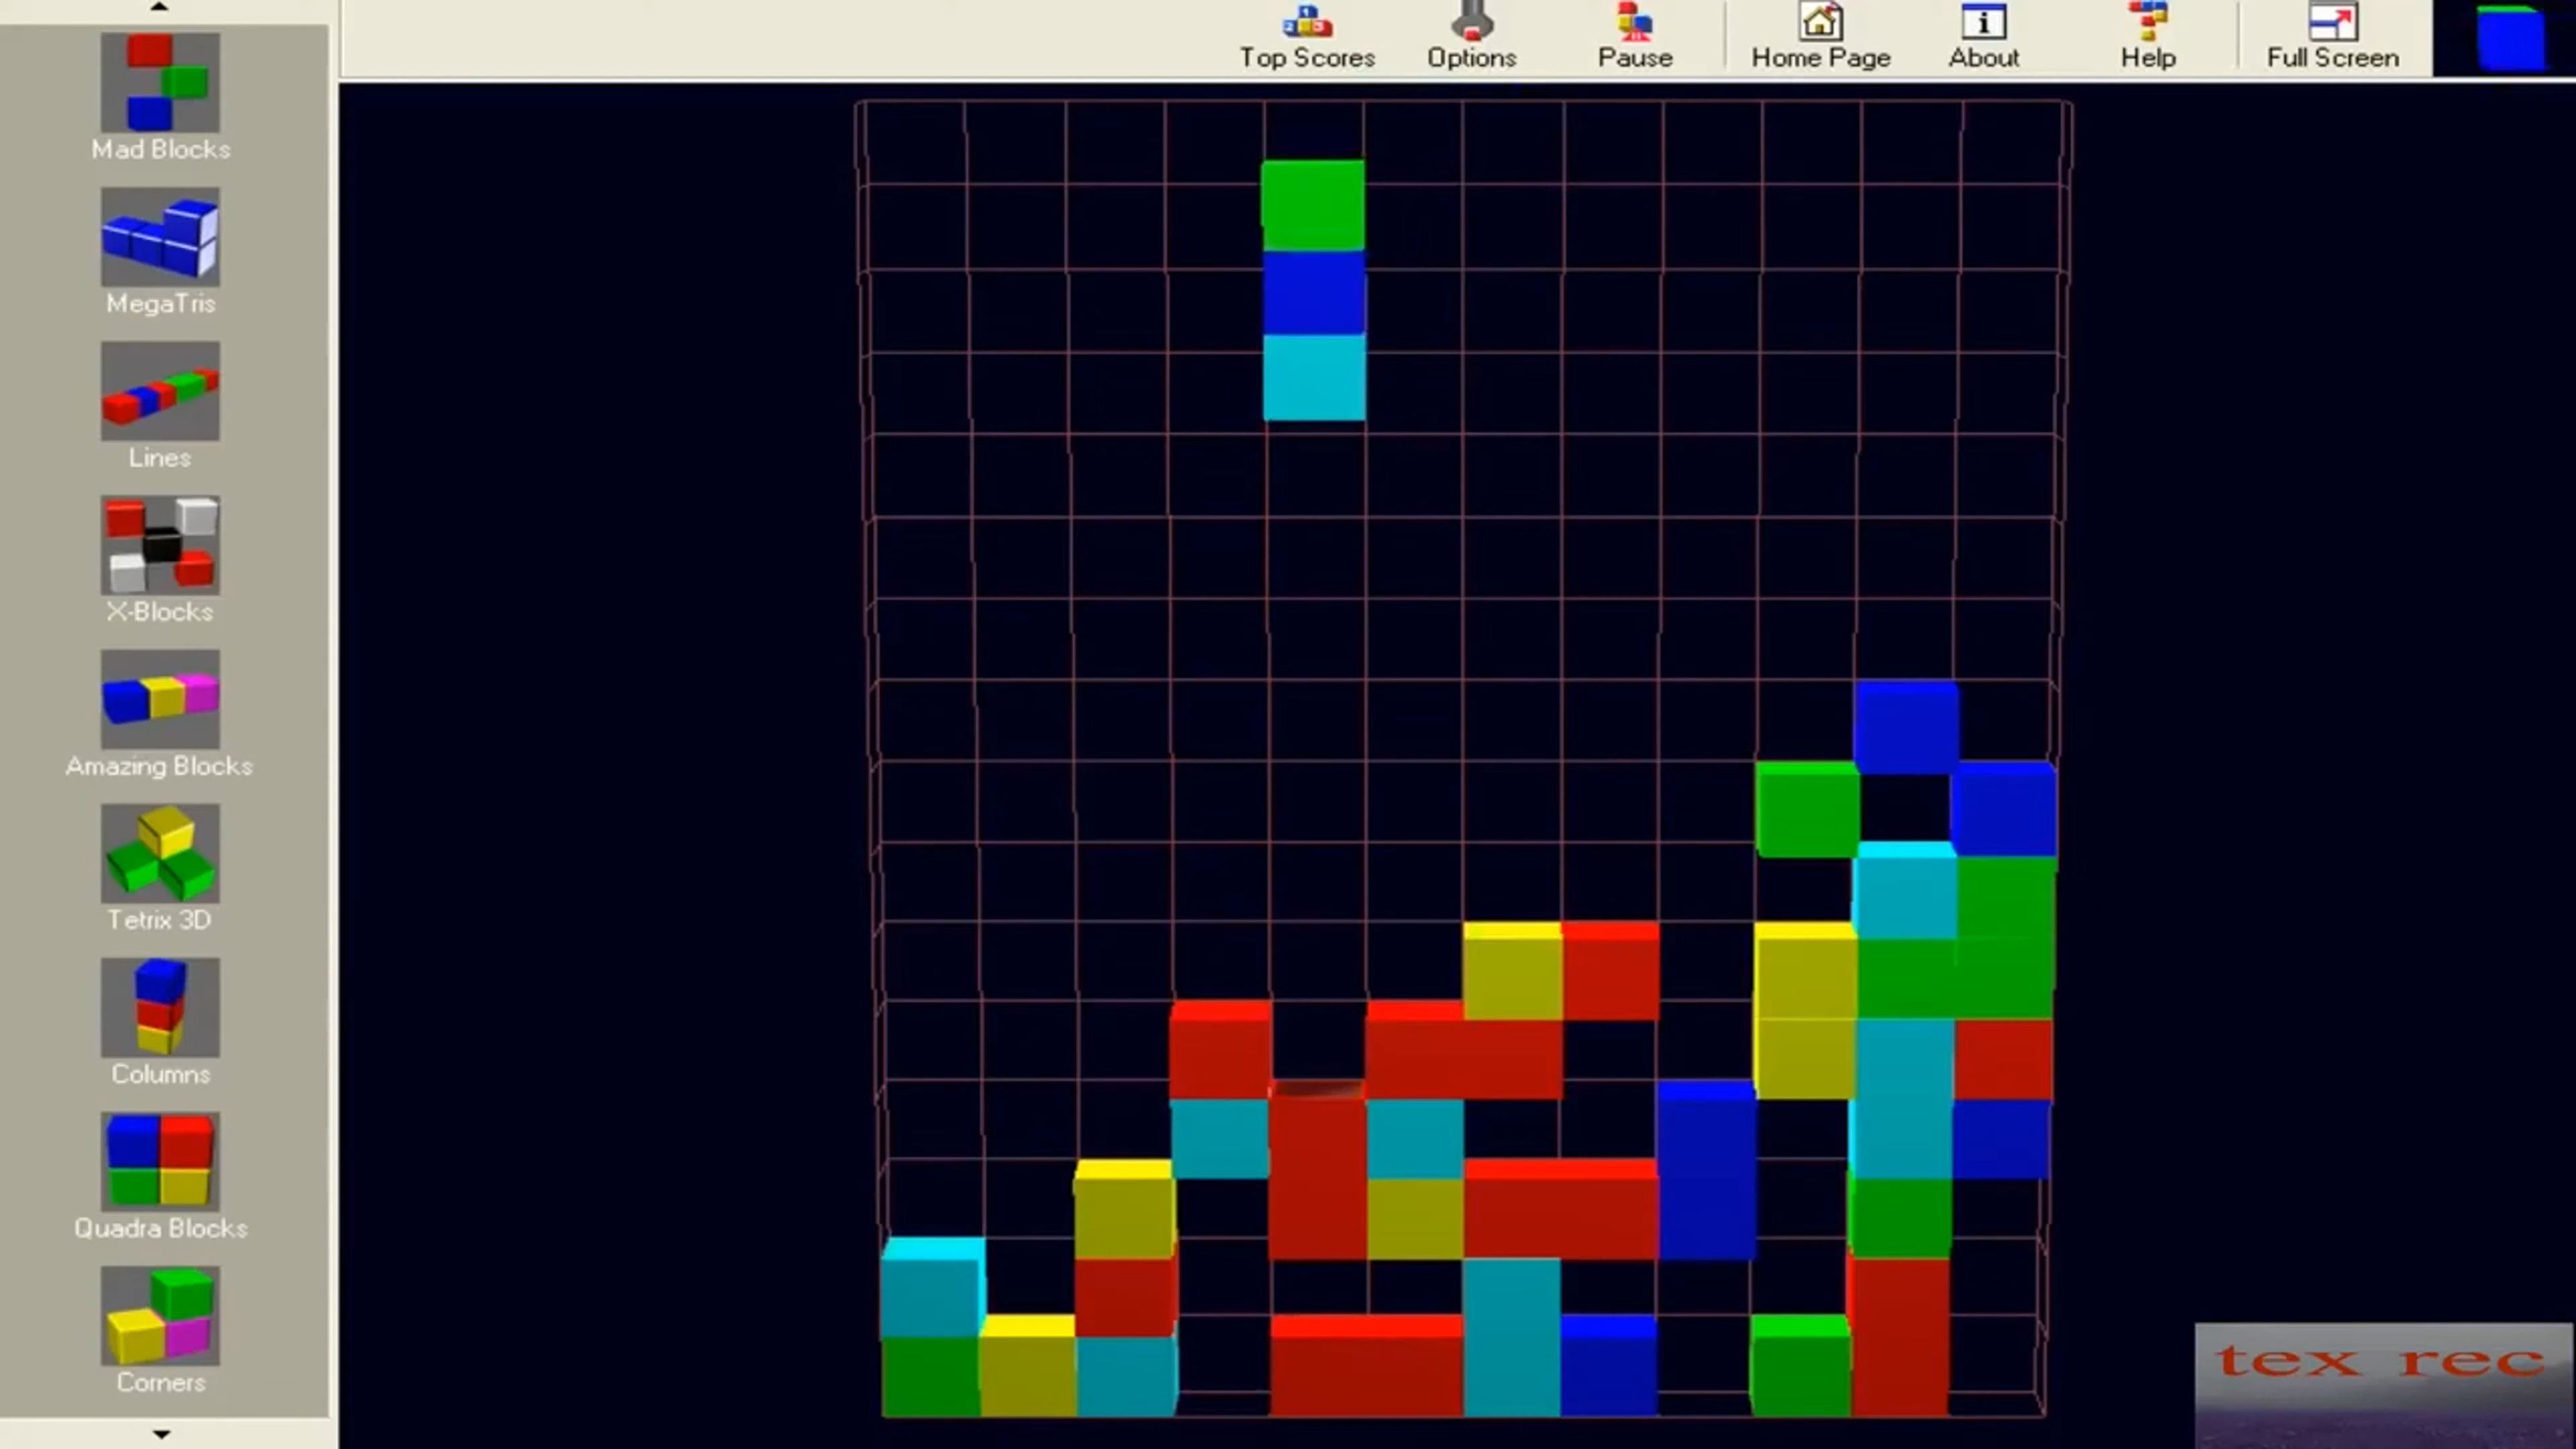 Top Scores
Options
Pause
Home Page
About
Help
Full Screen
Mad Blocks
MegaTris
Lines
X-Blocks
Amazing Blocks
Tetrix 3D
Columns
Quadra Blocks
Corners
tex rec